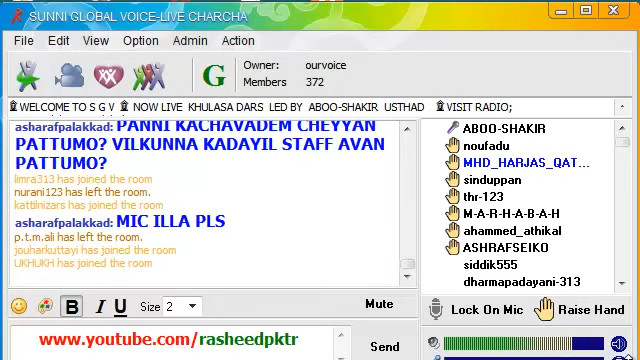 SUNNI GLOBAL VOICE-LIVE CHARCHA
File Edit View Option Admin Action
G
Owner: ourvoice
Members 372
WELCOME TO S G V NOW LIVE KHULASA DARS LED BY ABOO-SHAKIR USTHAD VISIT RADIO;
asharafpalakkad: PANNI KACHAVADEM CHEYYAN
PATTUMO? VILKUNNA KADAYIL STAFF AVAN
PATTUMO?
limra313 has joined the room
nurani123 has left the room.
kattilnizars has joined the room
asharafpalakkad: MIC ILLA PLS
p.t.m.ali has left the room.
jouharkuttayi has joined the room
UKHUKH has joined the room
ABOO-SHAKIR
noufadu
MHD_HARJAS_QAT...
sinduppan
thr-123
M-A-R-H-A-B-A-H
ahammed_athikal
ASHRAFSEIKO
siddik555
dharmapadayani-313
B I U Size 2 Mute
Lock On Mic Raise Hand
www.youtube.com/rasheedpktr
Send